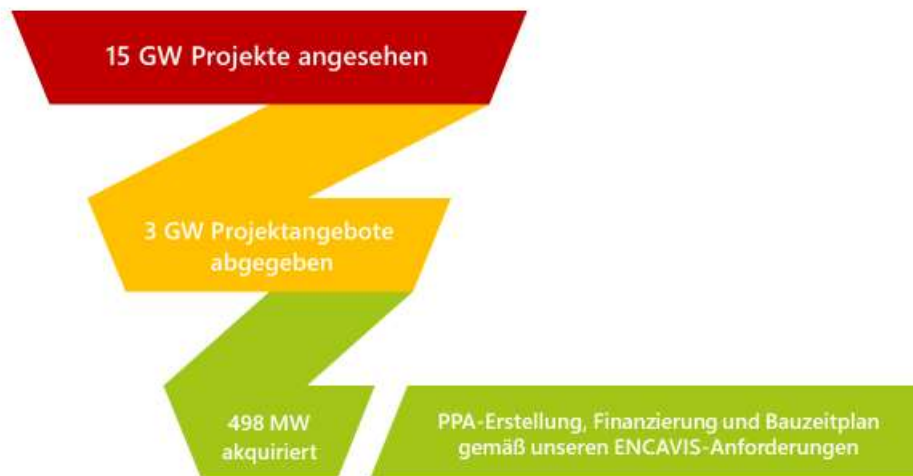 15 GW Projekte angesehen
3 GW Projektangebote
abgegeben
498 MW
akquiriert
PPA-Erstellung, Finanzierung und Bauzeitplan
gemäß unseren ENCAVIS-Anforderungen